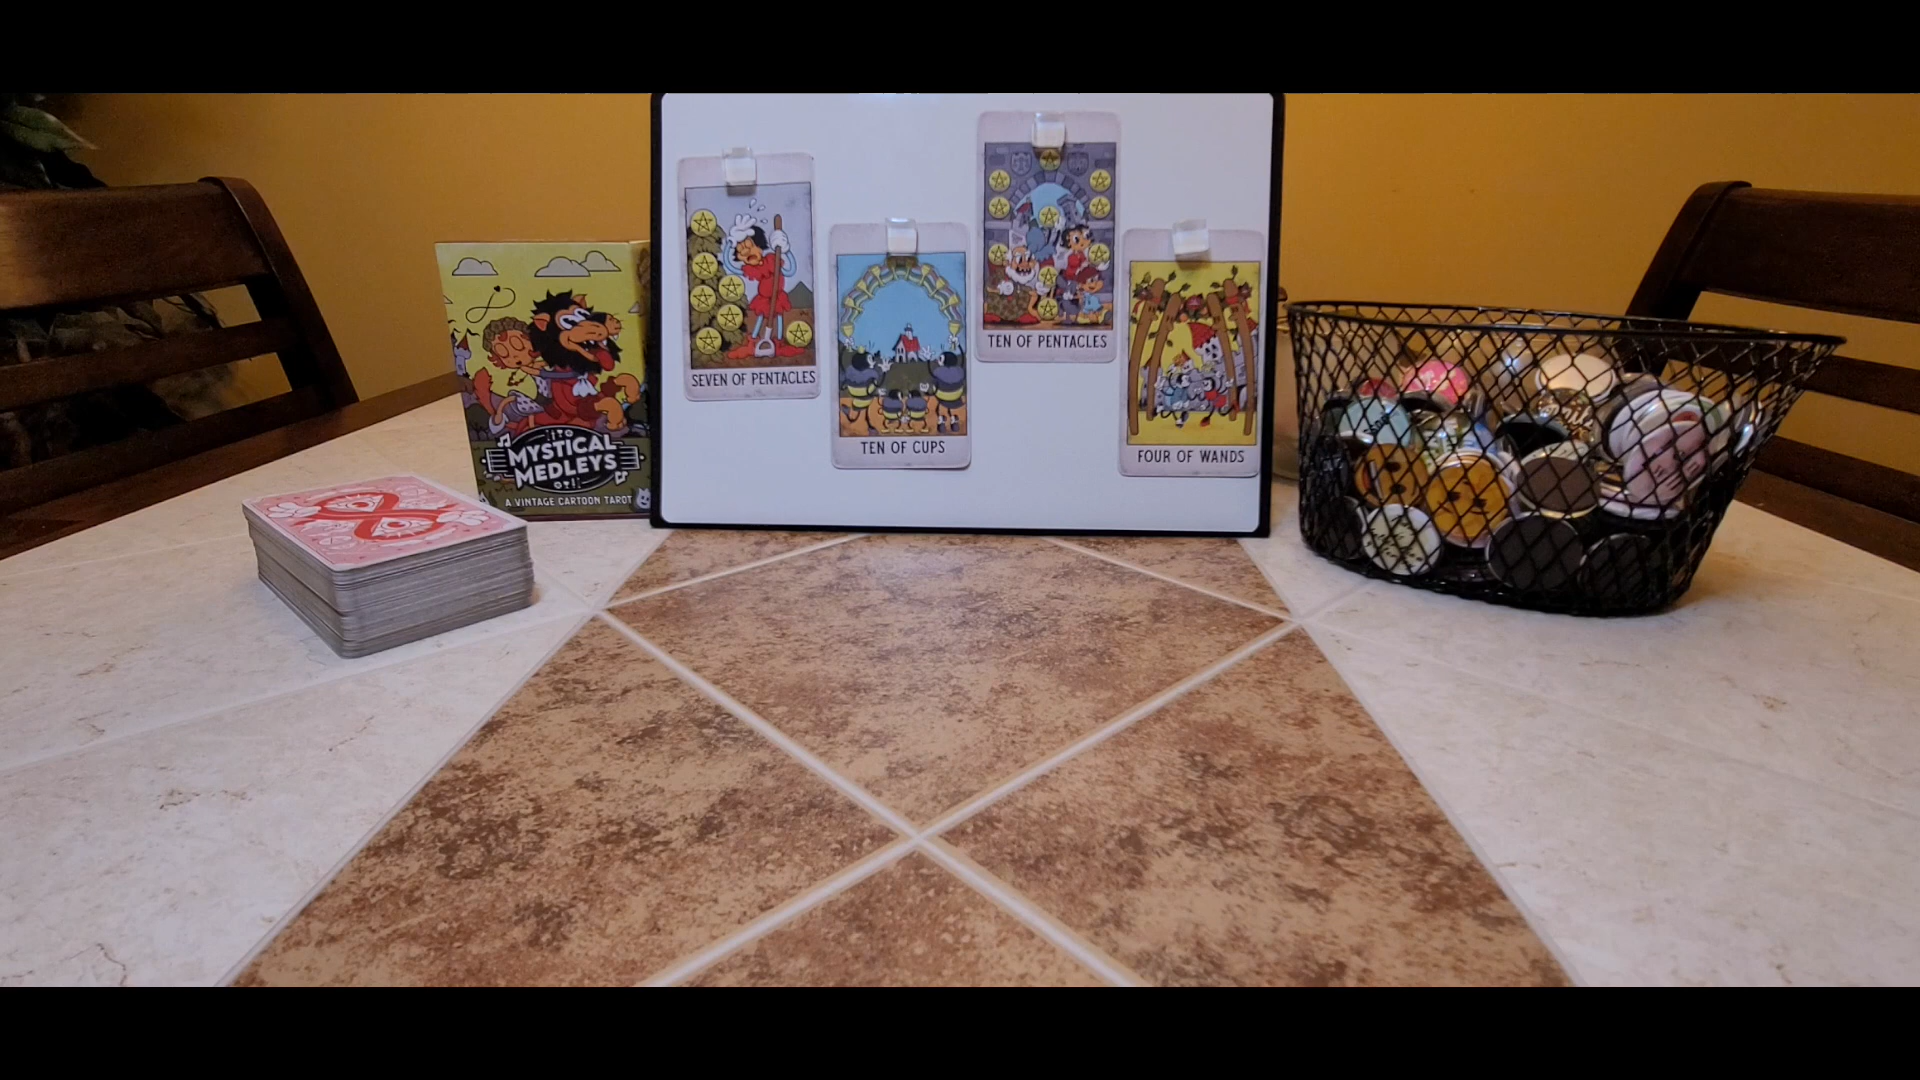 MYSTICAL
MEDLEYS
A VINTAGE CARTOON TAROT
SEVEN OF PENTACLES
TEN OF CUPS
TEN OF PENTACLES
FOUR OF WANDS